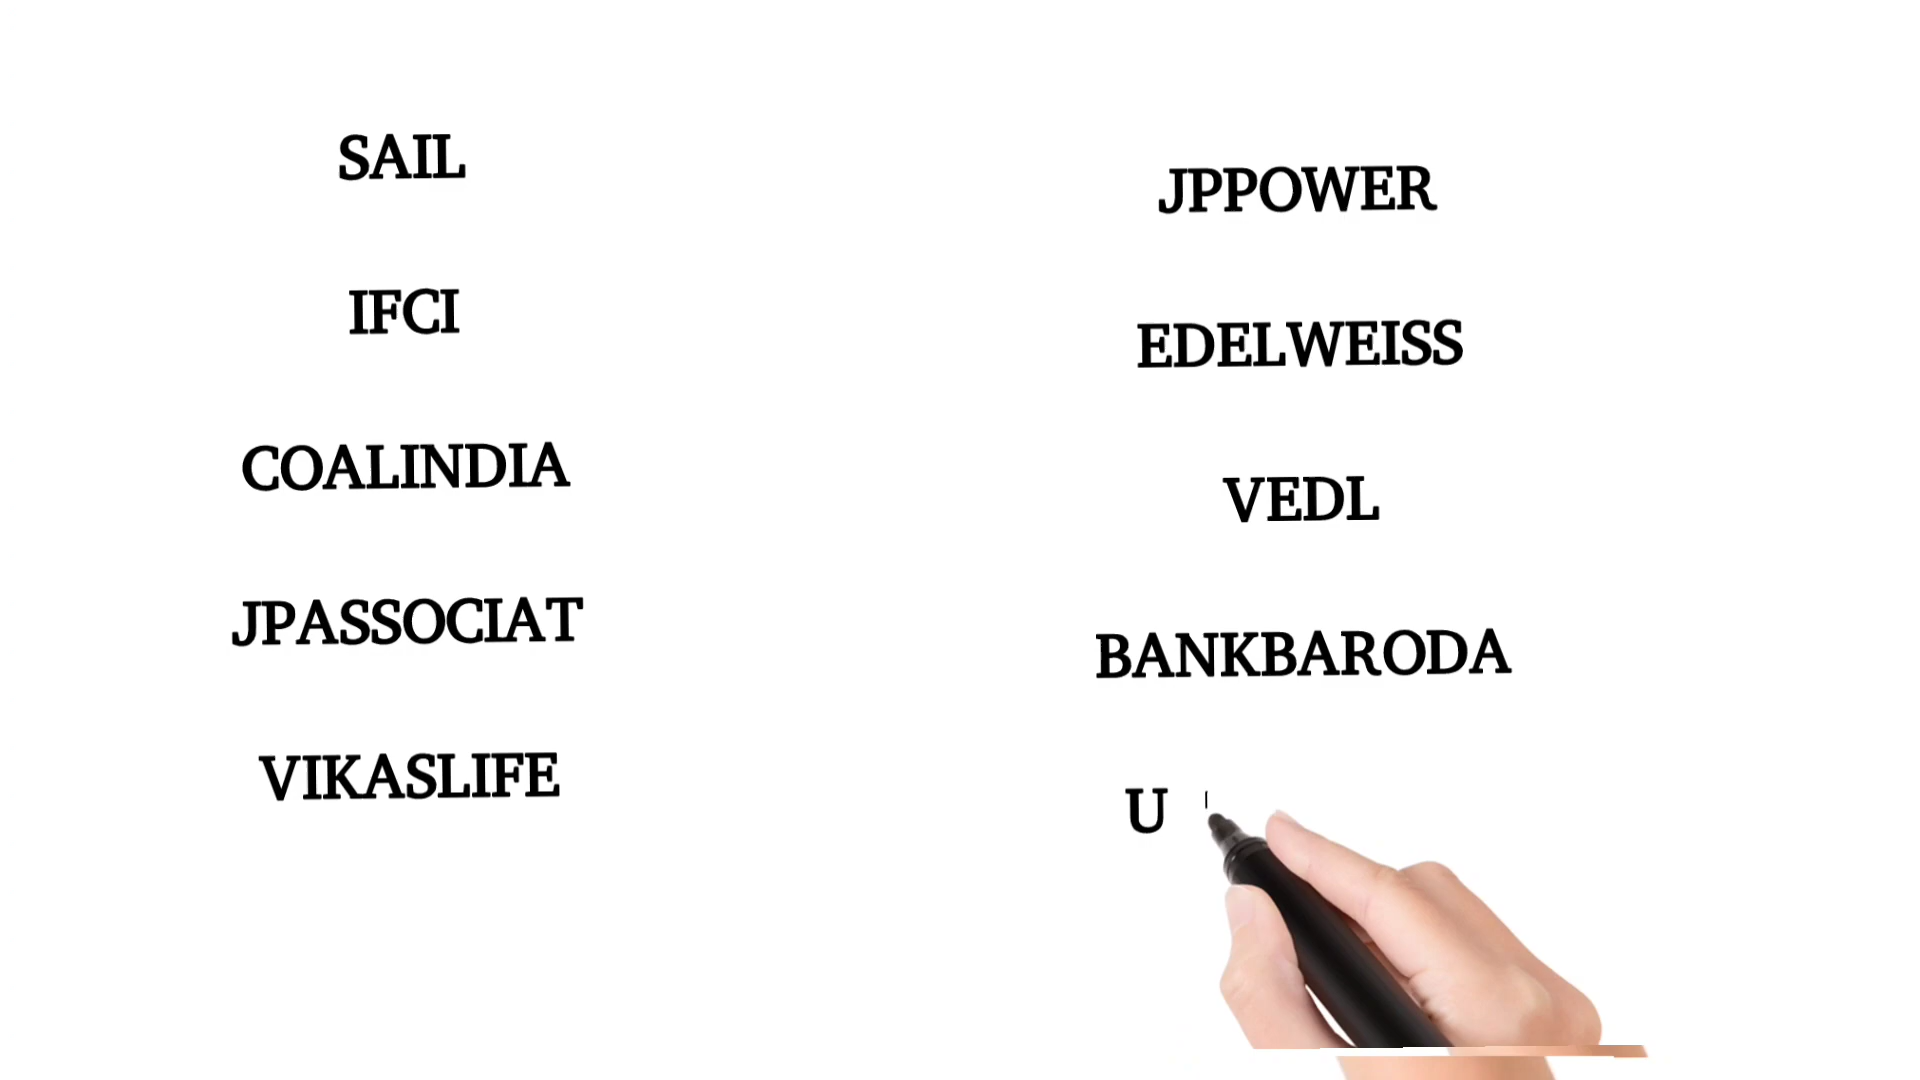 SAIL
IFCI
COALINDIA
JPASSOCIAT
VIKASLIFE
JPPOWER
EDELWEISS
VEDL
BANKBARODA
U